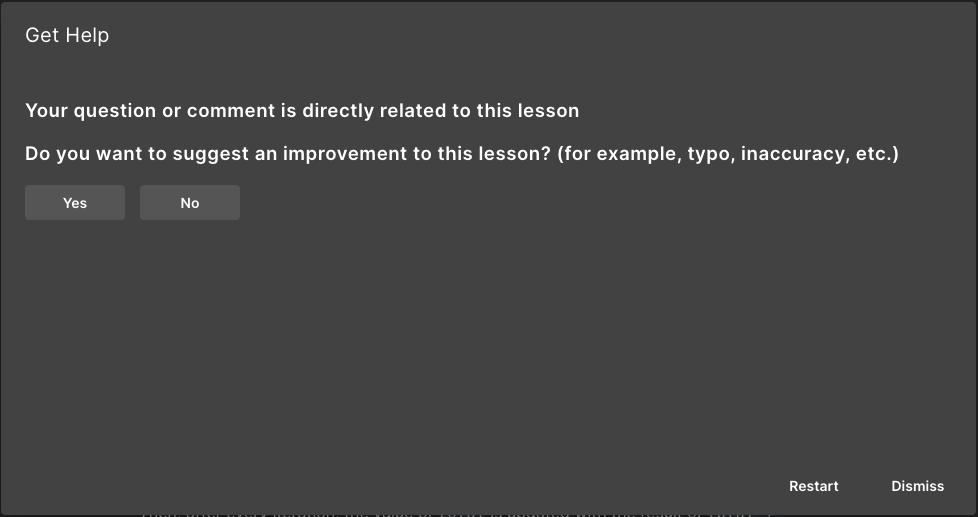 Get Help
Your question or comment is directly related to this lesson
Do you want to suggest an improvement to this lesson? (for example, typo, inaccuracy, etc.)
Yes No
Restart Dismiss